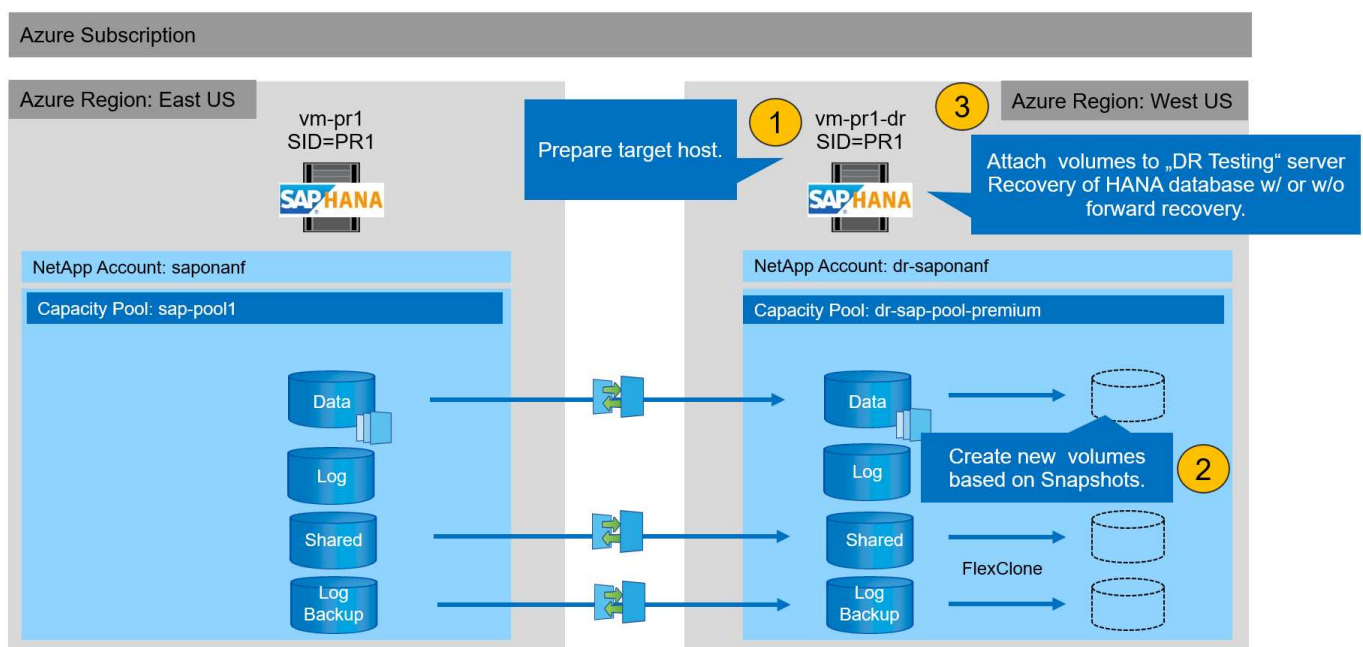 Azure Subscription
Azure Region: East US
vm-pr1
SID=PR1
SAP HANA
NetApp Account: saponanf
Capacity Pool: sap-pool1
Data
Log
Shared
Log
Backup
Prepare target host.
1
vm-pr1-dr
SID=PR1
SAP HANA
3
Azure Region: West US
Attach volumes to „DR Testing“ server
Recovery of HANA database w/ or w/o
forward recovery.
NetApp Account: dr-saponanf
Capacity Pool: dr-sap-pool-premium
Data
Log
Create new volumes
based on Snapshots.
2
Shared
FlexClone
Log
Backup